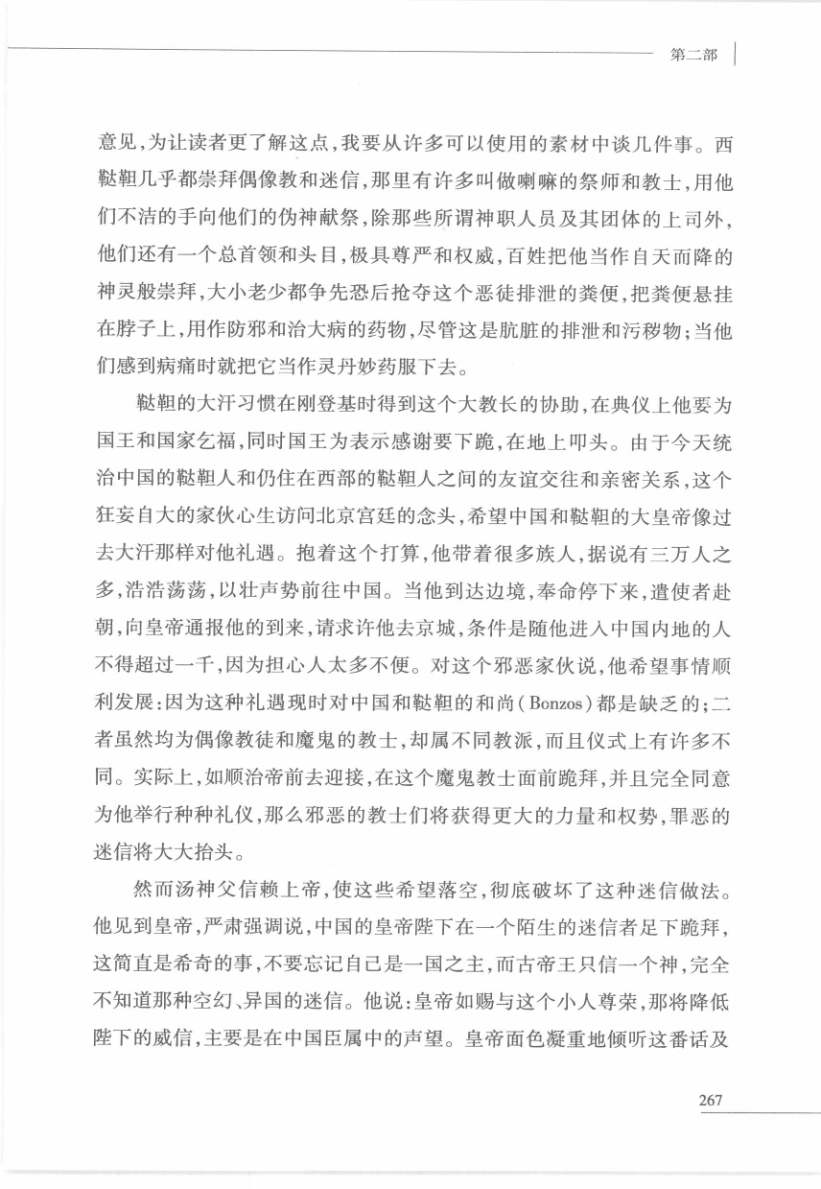 第二部
意见,为让读者更了解这点,我要从许多可以使用的素材中谈几件事。西
鞑靼几乎都崇拜偶像教和迷信,那里有许多叫做喇嘛的祭师和教士,用他
们不洁的手向他们的伪神献祭,除那些所谓神职人员及其团体的上司外,
他们还有一个总首领和头目,极具尊严和权威,百姓把他当作自天而降的
神灵般崇拜,大小老少都争先恐后抢夺这个恶徒排泄的粪便,把粪便悬挂
在脖子上,用作防邪和治大病的药物,尽管这是肮脏的排泄和污秽物;当他
们感到病痛时就把它当作灵丹妙药服下去。
鞑靼的大汗习惯在刚登基时得到这个大教长的协助,在典仪上他要为
国王和国家乞福,同时国王为表示感谢要下跪,在地上叩头。由于今天统
治中国的鞑靼人和仍住在西部的鞑靼人之间的友谊交往和亲密关系,这个
狂妄自大的家伙心生访问北京宫廷的念头,希望中国和鞑靼的大皇帝像过
去大汗那样对他礼遇。抱着这个打算,他带着很多族人,据说有三万人之
多,浩浩荡荡,以壮声势前往中国。当他到达边境,奉命停下来,遣使者赴
朝,向皇帝通报他的到来,请求许他去京城,条件是随他进入中国内地的人
不得超过一千,因为担心人太多不便。对这个邪恶家伙说,他希望事情顺
利发展:因为这种礼遇现时对中国和鞑靼的和尚(Bonzos)都是缺乏的;二
者虽然均为偶像教徒和魔鬼的教士,却属不同教派,而且仪式上有许多不
同。实际上,如顺治帝前去迎接,在这个魔鬼教士面前跪拜,并且完全同意
为他举行种种礼仪,那么邪恶的教士们将获得更大的力量和权势,罪恶的
迷信将大大抬头。
然而汤神父信赖上帝,使这些希望落空,彻底破坏了这种迷信做法。
他见到皇帝,严肃强调说,中国的皇帝陛下在一个陌生的迷信者足下跪拜,
这简直是希奇的事,不要忘记自己是一国之主,而古帝王只信一个神,完全
不知道那种空幻、异国的迷信。他说:皇帝如赐与这个小人尊荣,那将降低
陛下的威信,主要是在中国臣属中的声望。皇帝面色凝重地倾听这番话及
267